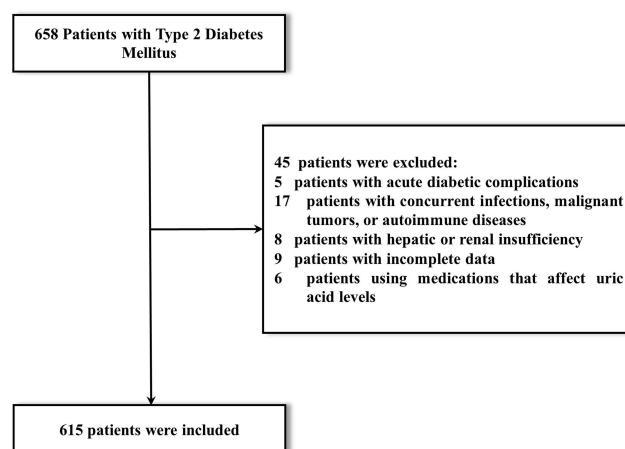 658 Patients with Type 2 Diabetes
Mellitus
45 patients were excluded:
5 patients with acute diabetic complications
17 patients with concurrent infections, malignant
tumors, or autoimmune diseases
8 patients with hepatic or renal insufficiency
9 patients with incomplete data
6 patients using medications that affect uric
acid levels
615 patients were included